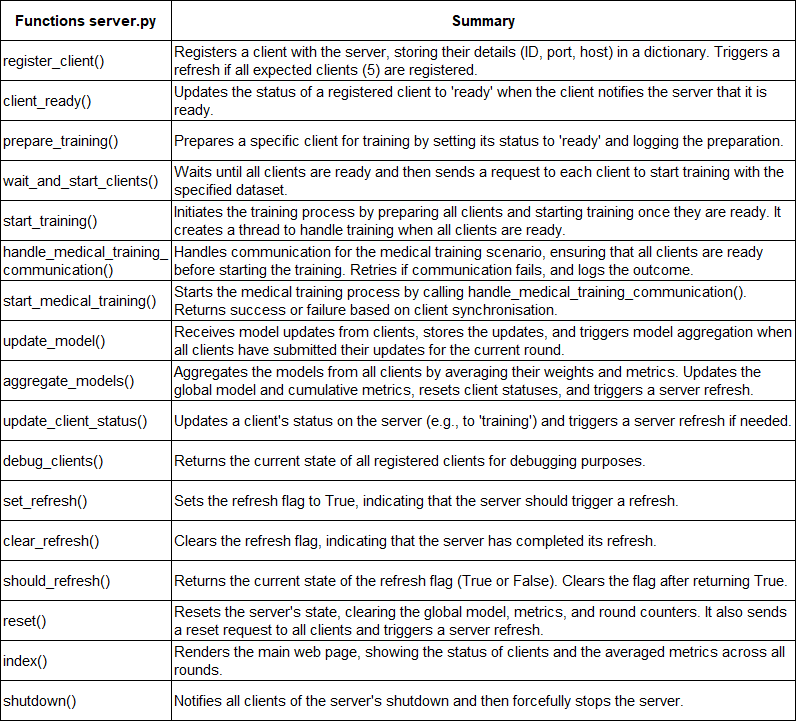 Functions server.py
Summary
register_client()
Registers a client with the server, storing their details (ID, port, host) in a dictionary. Triggers a
refresh if all expected clients (5) are registered.
client_ready()
Updates the status of a registered client to 'ready' when the client notifies the server that it is
ready.
prepare_training()
Prepares a specific client for training by setting its status to 'ready' and logging the preparation.
wait_and_start_clients()
Waits until all clients are ready and then sends a request to each client to start training with the
specified dataset.
start_training()
Initiates the training process by preparing all clients and starting training once they are ready. It
creates a thread to handle training when all clients are ready.
handle_medical_training_
communication()
Handles communication for the medical training scenario, ensuring that all clients are ready
before starting the training. Retries if communication fails, and logs the outcome.
start_medical_training()
Starts the medical training process by calling handle_medical_training_communication().
Returns success or failure based on client synchronisation.
update_model()
Receives model updates from clients, stores the updates, and triggers model aggregation when
all clients have submitted their updates for the current round.
aggregate_models()
Aggregates the models from all clients by averaging their weights and metrics. Updates the
global model and cumulative metrics, resets client statuses, and triggers a server refresh.
update_client_status()
Updates a client's status on the server (e.g., to 'training') and triggers a server refresh if needed.
debug_clients()
Returns the current state of all registered clients for debugging purposes.
set_refresh()
Sets the refresh flag to True, indicating that the server should trigger a refresh.
clear_refresh()
Clears the refresh flag, indicating that the server has completed its refresh.
should_refresh()
Returns the current state of the refresh flag (True or False). Clears the flag after returning True.
reset()
Resets the server's state, clearing the global model, metrics, and round counters. It also sends
a reset request to all clients and triggers a server refresh.
index()
Renders the main web page, showing the status of clients and the averaged metrics across all
rounds.
shutdown()
Notifies all clients of the server's shutdown and then forcefully stops the server.